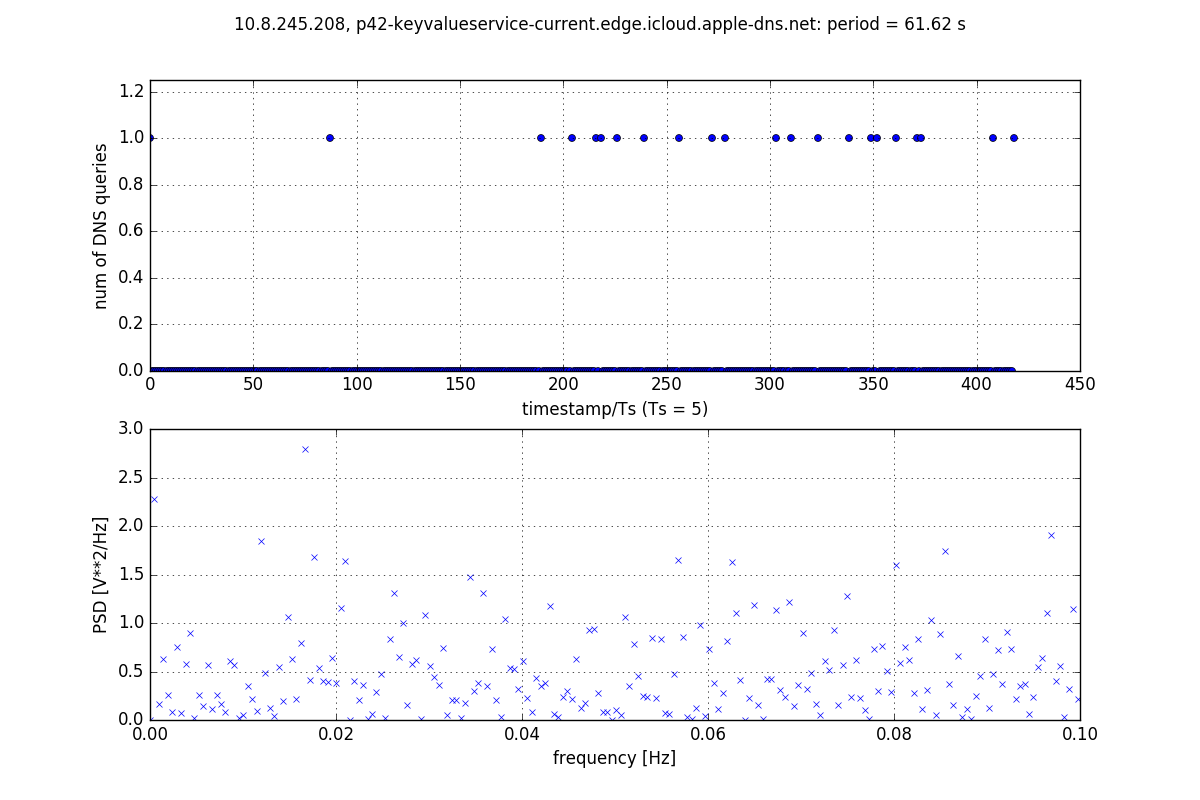 10.8.245.208, p42-keyvalueservice-current.edge.icloud.apple-dns.net: period = 61.62 s
1.2
1.0
0.8
0.6
0.4
0.2
0.0
num of DNS queries
0 50 100 150 200 250 300 350 400 450
timestamp/Ts (Ts = 5)
3.0
2.5
2.0
1.5
1.0
0.5
0.0
PSD [V**2/Hz]
0.00 0.02 0.04 0.06 0.08 0.10
frequency [Hz]